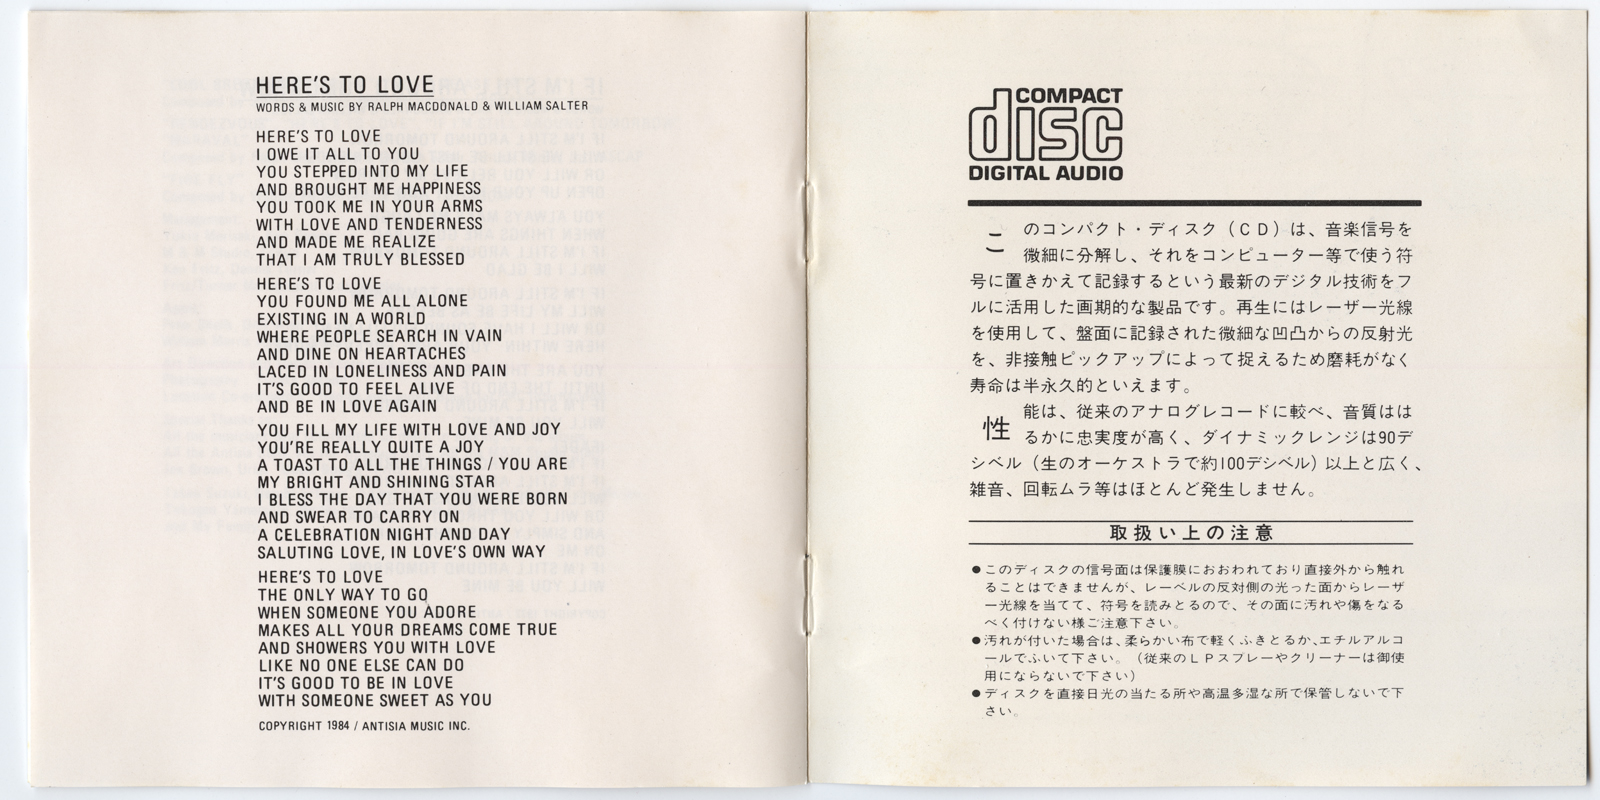 HERE'S TO LOVE
WORDS & MUSIC BY RALPH MACDONALD & WILLIAM SALTER
HERE'S TO LOVE
I OWE IT ALL TO YOU
YOU STEPPED INTO MY LIFE
AND BROUGHT ME HAPPINESS
YOU TOOK ME IN YOUR ARMS
WITH LOVE AND TENDERNESS
AND MADE ME REALIZE
THAT I AM TRULY BLESSED
HERE'S TO LOVE
YOU FOUND ME ALL ALONE
EXISTING IN A WORLD
WHERE PEOPLE SEARCH IN VAIN
AND DINE ON HEARTACHES
LACED IN LONELINESS AND PAIN
IT'S GOOD TO FEEL ALIVE
AND BE IN LOVE AGAIN
YOU FILL MY LIFE WITH LOVE AND JOY
YOU'RE REALLY QUITE A JOY
A TOAST TO ALL THE THINGS / YOU ARE
MY BRIGHT AND SHINING STAR
I BLESS THE DAY THAT YOU WERE BORN
AND SWEAR TO CARRY ON
A CELEBRATION NIGHT AND DAY
SALUTING LOVE, IN LOVE'S OWN WAY
HERE'S TO LOVE
THE ONLY WAY TO GO
WHEN SOMEONE YOU ADORE
MAKES ALL YOUR DREAMS COME TRUE
AND SHOWERS YOU WITH LOVE
LIKE NO ONE ELSE CAN DO
IT'S GOOD TO BE IN LOVE
WITH SOMEONE SWEET AS YOU
COPYRIGHT 1984 / ANTISIA MUSIC INC.
COMPACT
disc
DIGITAL AUDIO
このコンパクト・ディスク（ＣＤ）は、音楽信号を
微細に分解し、それをコンピューター等で使う符
号に置きかえて記録するという最新のデジタル技術をフ
ルに活用した画期的な製品です。再生にはレーザー光線
を使用して、盤面に記録された微細な凹凸からの反射光
を、非接触ピックアップによって捉えるため磨耗がなく
寿命は半永久的といえます。
性能は、従来のアナログレコードに較べ、音質はは
るかに忠実度が高く、ダイナミックレンジは90デ
シベル（生のオーケストラで約100デシベル）以上と広く、
雑音、回転ムラ等はほとんど発生しません。
取扱い上の注意
●このディスクの信号面は保護膜におおわれており直接外から触れ
ることはできませんが、レーベルの反対側の光った面からレーザ
ー光線を当てて、符号を読みとるので、その面に汚れや傷をなる
べく付けない様ご注意下さい。
●汚れが付いた場合は、柔らかい布で軽くふきとるか、エチルアルコ
ールでふいて下さい。（従来のＬＰスプレーやクリーナーは御使
用にならないで下さい）
●ディスクを直接日光の当たる所や高温多湿な所で保管しないで下
さい。